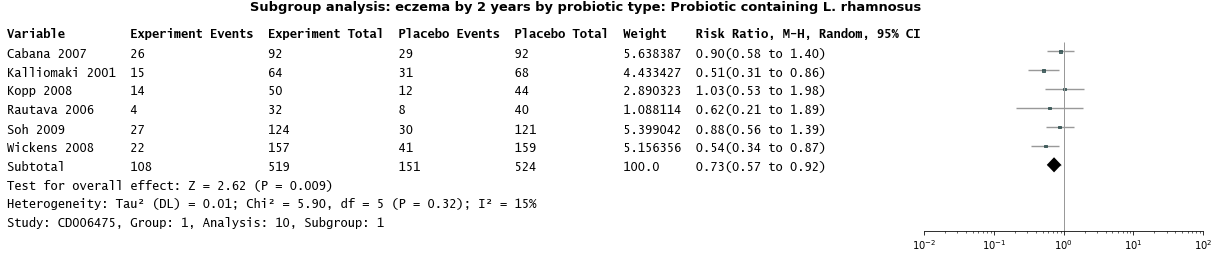 Subgroup analysis: eczema by 2 years by probiotic type: Probiotic containing L. rhamnosus
Variable Experiment Events Experiment Total Placebo Events Placebo Total Weight Risk Ratio, M-H, Random, 95% CI
Cabana 2007 26 92 29 92 5.638387 0.90(0.58 to 1.40)
Kalliomaki 2001 15 64 31 68 4.433427 0.51(0.31 to 0.86)
Kopp 2008 14 50 12 44 2.890323 1.03(0.53 to 1.98)
Rautava 2006 4 32 8 40 1.088114 0.62(0.21 to 1.89)
Soh 2009 27 124 30 121 5.399042 0.88(0.56 to 1.39)
Wickens 2008 22 157 41 159 5.156356 0.54(0.34 to 0.87)
Subtotal 108 519 151 524 100.0 0.73(0.57 to 0.92)
Test for overall effect: Z = 2.62 (P = 0.009)
Heterogeneity: Tau² (DL) = 0.01; Chi² = 5.90, df = 5 (P = 0.32); I² = 15%
Study: CD006475, Group: 1, Analysis: 10, Subgroup: 1
10⁻² 10⁻¹ 10⁰ 10¹ 10²